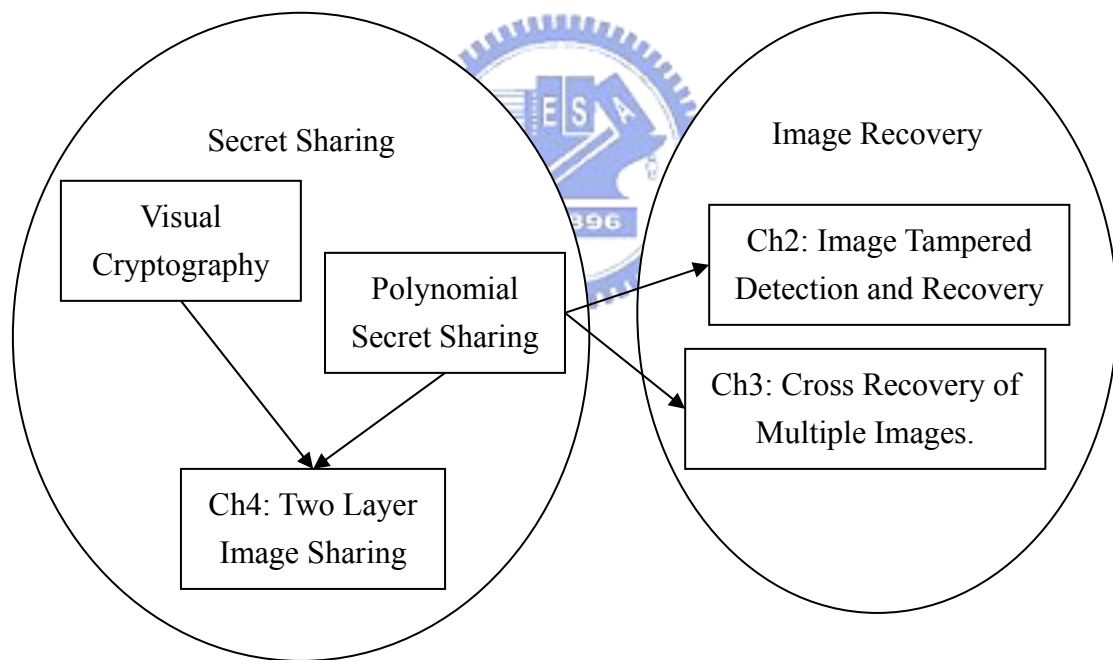 Secret Sharing
Visual
Cryptography
Polynomial
Secret Sharing
Ch4: Two Layer
Image Sharing
E S A
896
Image Recovery
Ch2: Image Tampered
Detection and Recovery
Ch3: Cross Recovery of
Multiple Images.